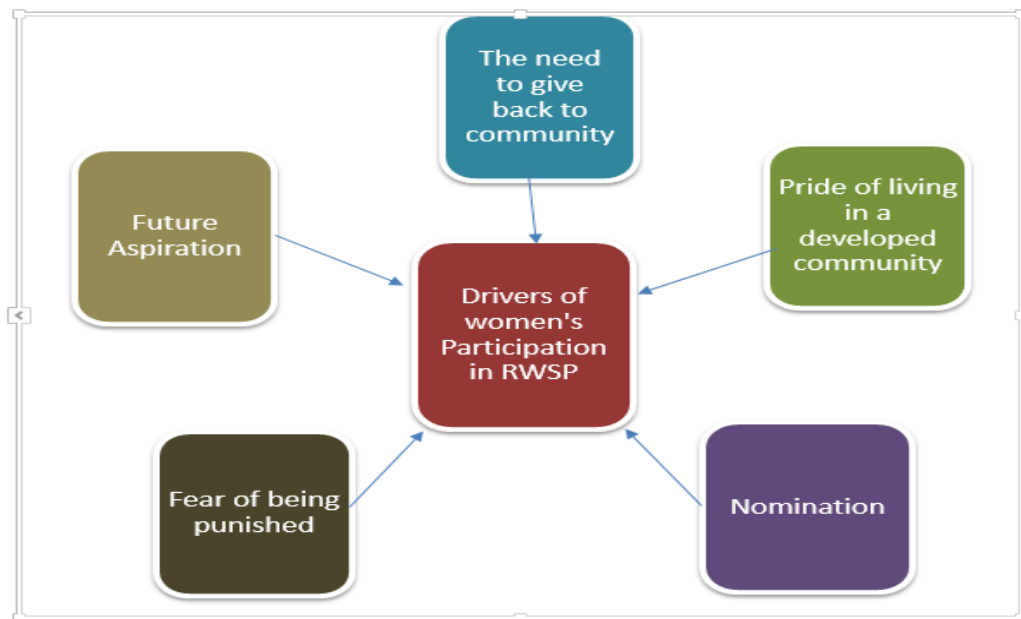 The need
to give
back to
community
Future
Aspiration
Pride of living
in a
developed
community
Drivers of
women's
Participation
in RWSP
Fear of being
punished
Nomination